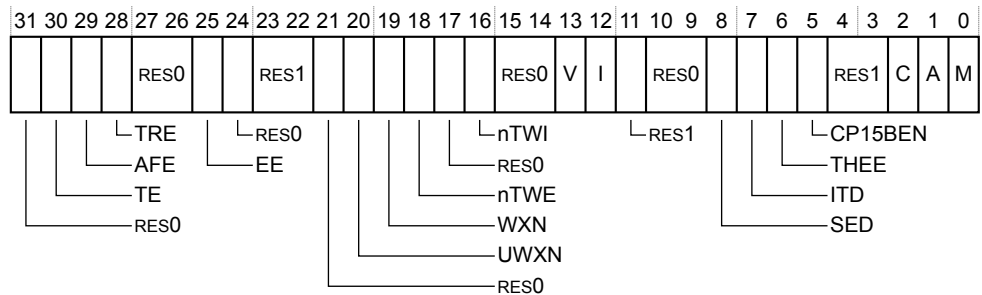 31 30 29 28 27 26 25 24 23 22 21 20 19 18 17 16 15 14 13 12 11 10 9 8 7 6 5 4 3 2 1 0
RES0 RES1 RES0 V I RES0 RES1 C A M
TRE RES0 nTWI RES1 CP15BEN
AFE EE RES0 THEE
TE nTWE ITD
RES0 WXN SED
UWXN
RES0